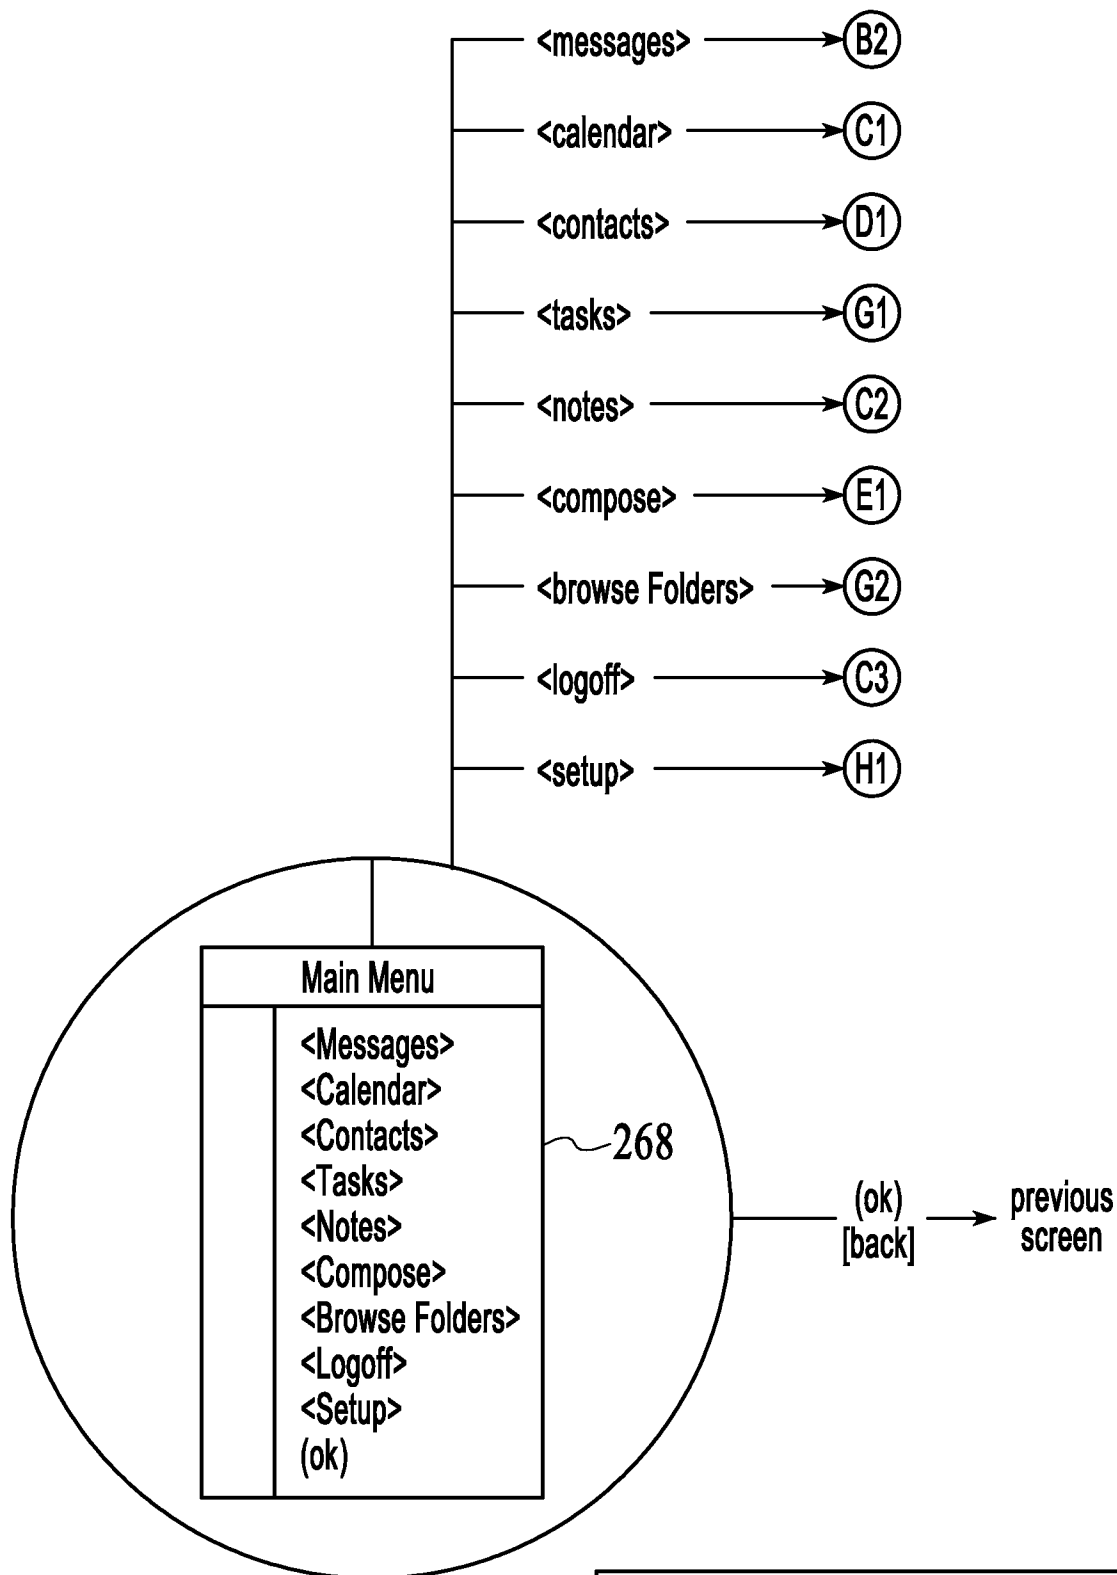 <messages> B2
<calendar> C1
<contacts> D1
<tasks> G1
<notes> C2
<compose> E1
<browse Folders> G2
<logoff> C3
<setup> H1
Main Menu
<Messages>
<Calendar>
<Contacts>
268
<Tasks>
<Notes>
<Compose>
<Browse Folders>
<Logoff>
<Setup>
(ok)
(ok)
[back]
previous
screen